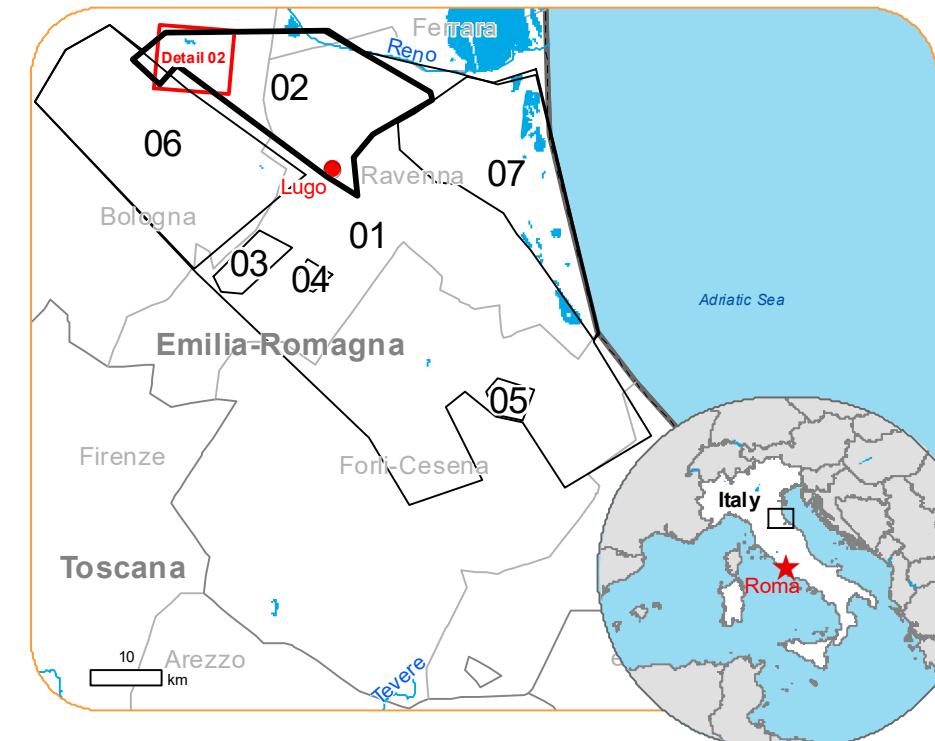 Ferrara
Reno
Detail 02
02
06
07
Ravenna
Lugo
Bologna
01
03
04
Adriatic Sea
Emilia-Romagna
05
Firenze
Forlì-Cesena
Italy
Toscana
Roma
10
km
Arezzo
Tevere